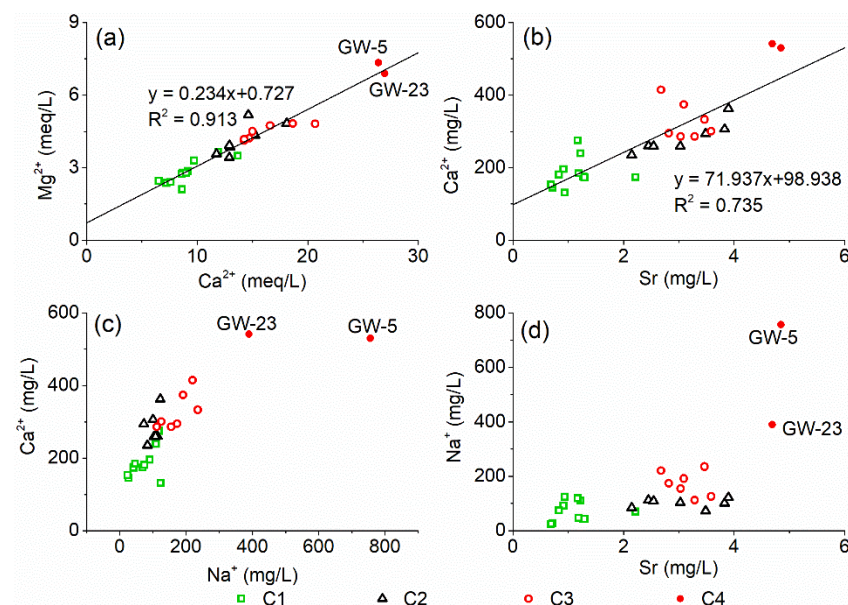 (a)
GW-5
GW-23
y = 0.234x+0.727
R² = 0.913
9
6
3
0
Mg²⁺ (meq/L)
0 10 20 30
Ca²⁺ (meq/L)
(b)
y = 71.937x+98.938
R² = 0.735
600
400
200
0
Ca²⁺ (mg/L)
0 2 4 6
Sr (mg/L)
(c)
GW-23
GW-5
600
400
200
0
Ca²⁺ (mg/L)
0 200 400 600 800
Na⁺ (mg/L)
(d)
GW-5
GW-23
800
600
400
200
0
Na⁺ (mg/L)
0 2 4 6
Sr (mg/L)
C1 C2 C3 C4